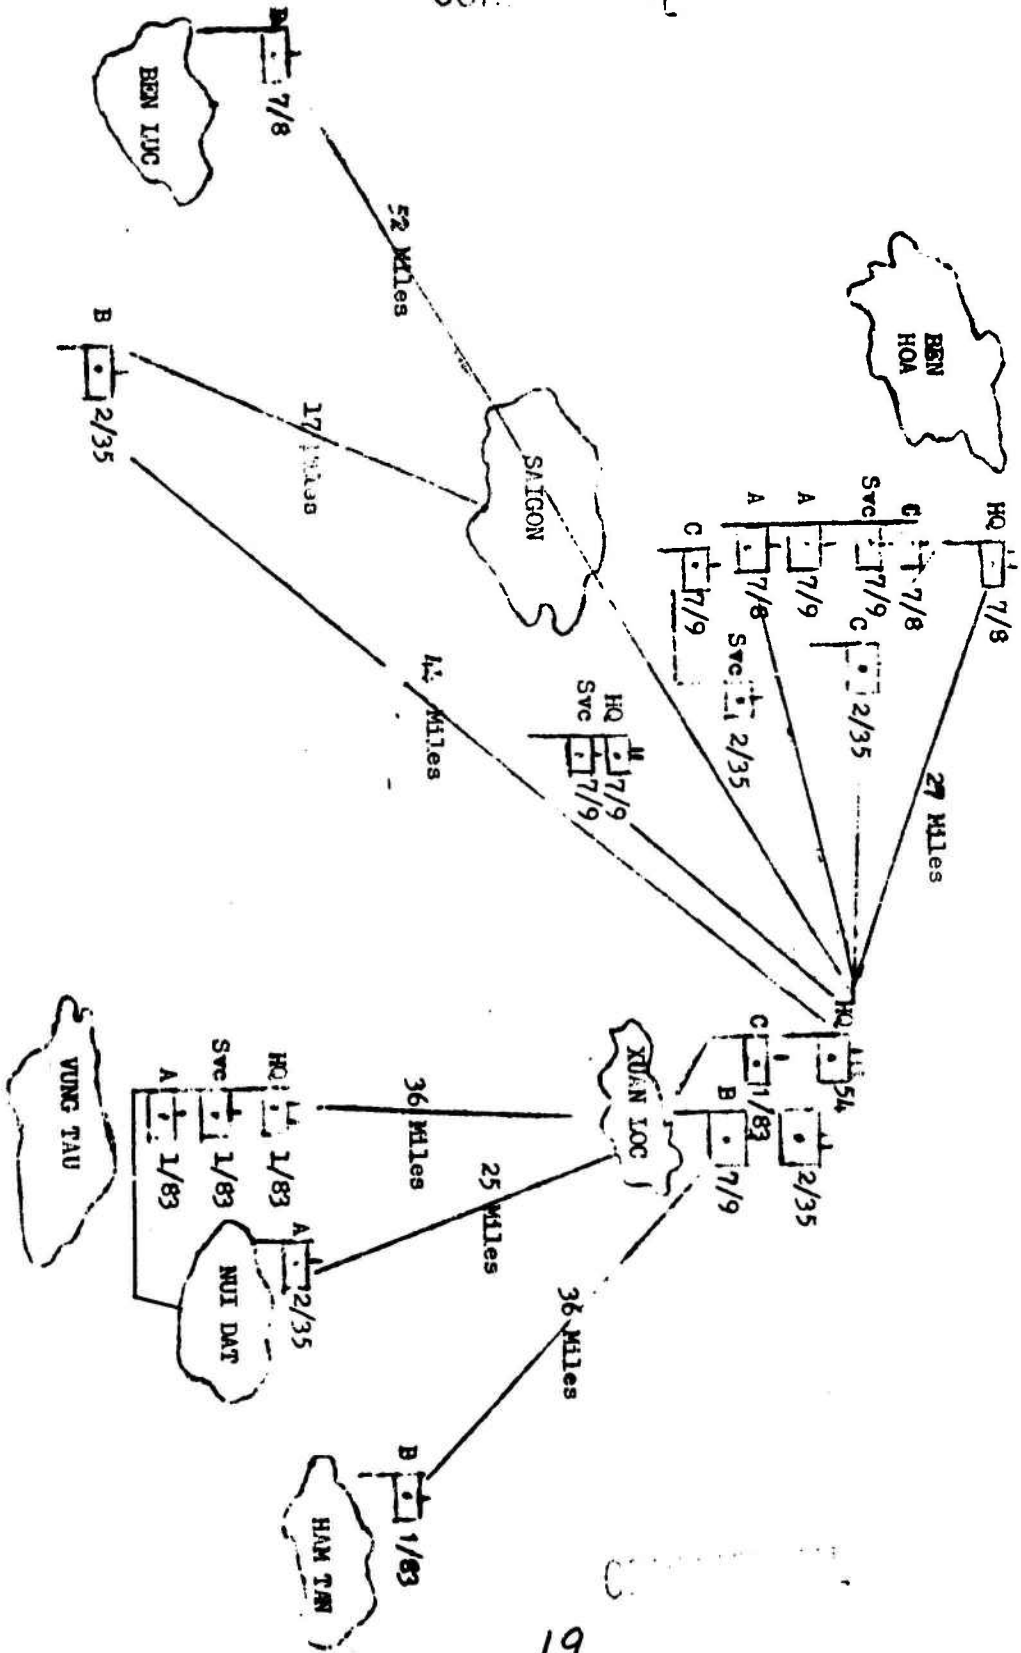 BEN
HOA
HQ 7/8
C 7/8
Svc 7/9
A 7/9
A 7/8
C 7/9
C 2/35
Svc 2/35
27 Miles
HQ 54
2/35
C 1/83
B 7/9
HQ 7/9
Svc 7/9
SAIGON
52 Miles
7/8
BEN LUC
17
B 2/35
Miles
XUAN LOC
36 Miles
25 Miles
36 Miles
HQ 1/83
Svc 1/83
A 1/83
VUNG TAU
A 2/35
NUI DAT
B 1/83
HAM TAN
61